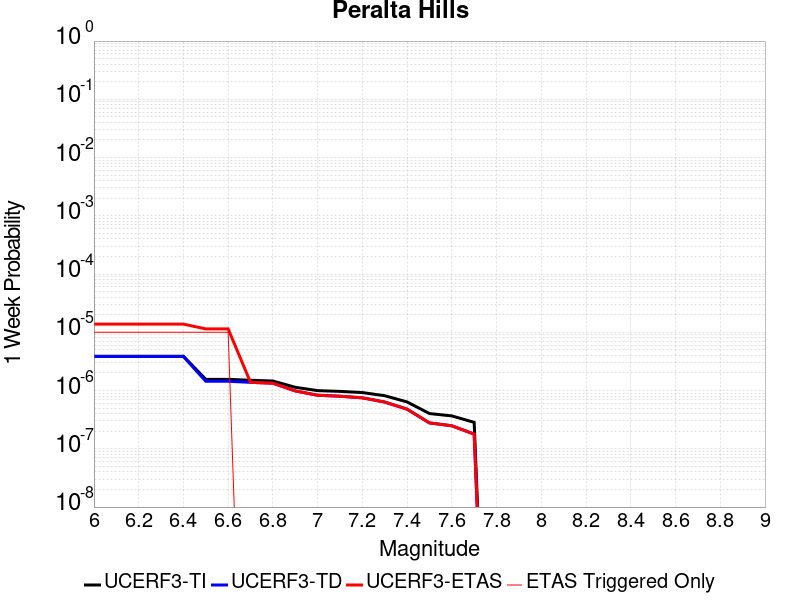 Peralta Hills
1 Week Probability
10^0
10^-1
10^-2
10^-3
10^-4
10^-5
10^-6
10^-7
10^-8
6 6.2 6.4 6.6 6.8 7 7.2 7.4 7.6 7.8 8 8.2 8.4 8.6 8.8 9
Magnitude
UCERF3-TI UCERF3-TD UCERF3-ETAS ETAS Triggered Only